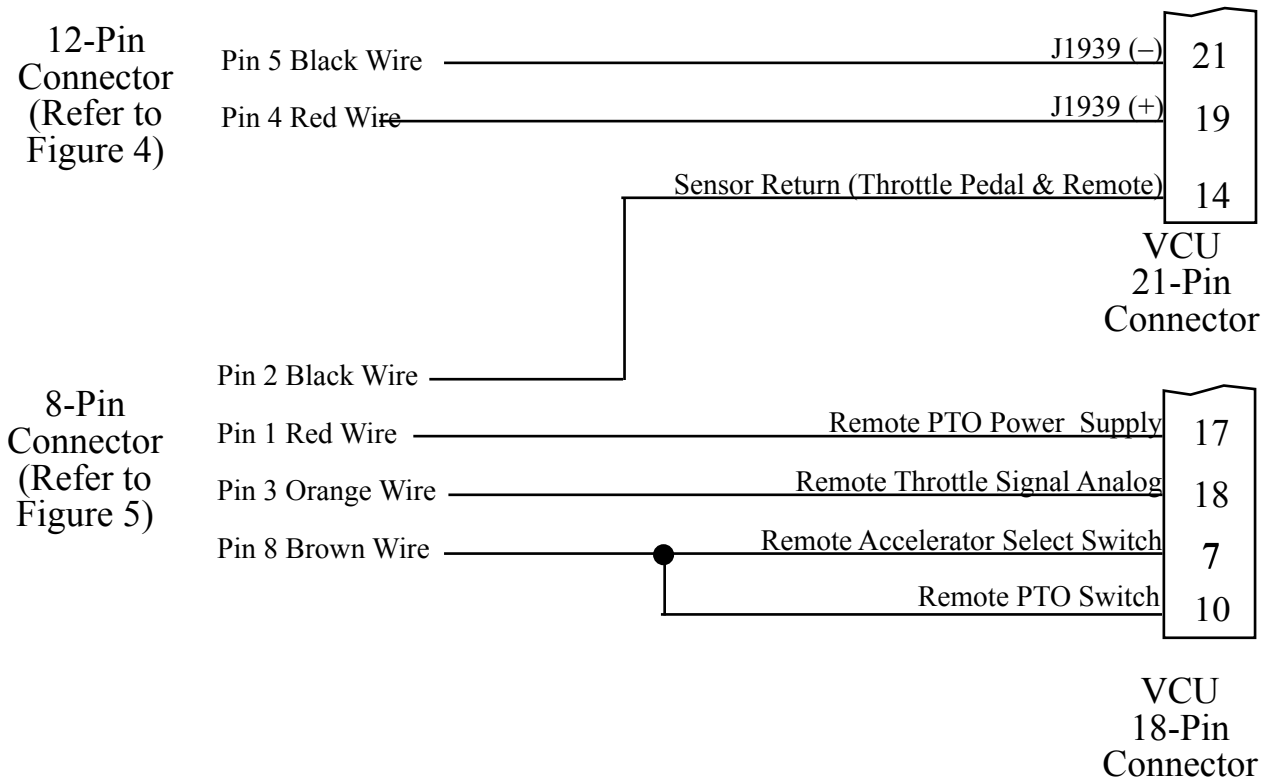 12-Pin
Connector
(Refer to
Figure 4)
Pin 5 Black Wire
J1939 (–)
21
Pin 4 Red Wire
J1939 (+)
19
Sensor Return (Throttle Pedal & Remote)
14
VCU
21-Pin
Connector
8-Pin
Connector
(Refer to
Figure 5)
Pin 2 Black Wire
Pin 1 Red Wire
Remote PTO Power Supply
17
Pin 3 Orange Wire
Remote Throttle Signal Analog
18
Pin 8 Brown Wire
Remote Accelerator Select Switch
7
Remote PTO Switch
10
VCU
18-Pin
Connector